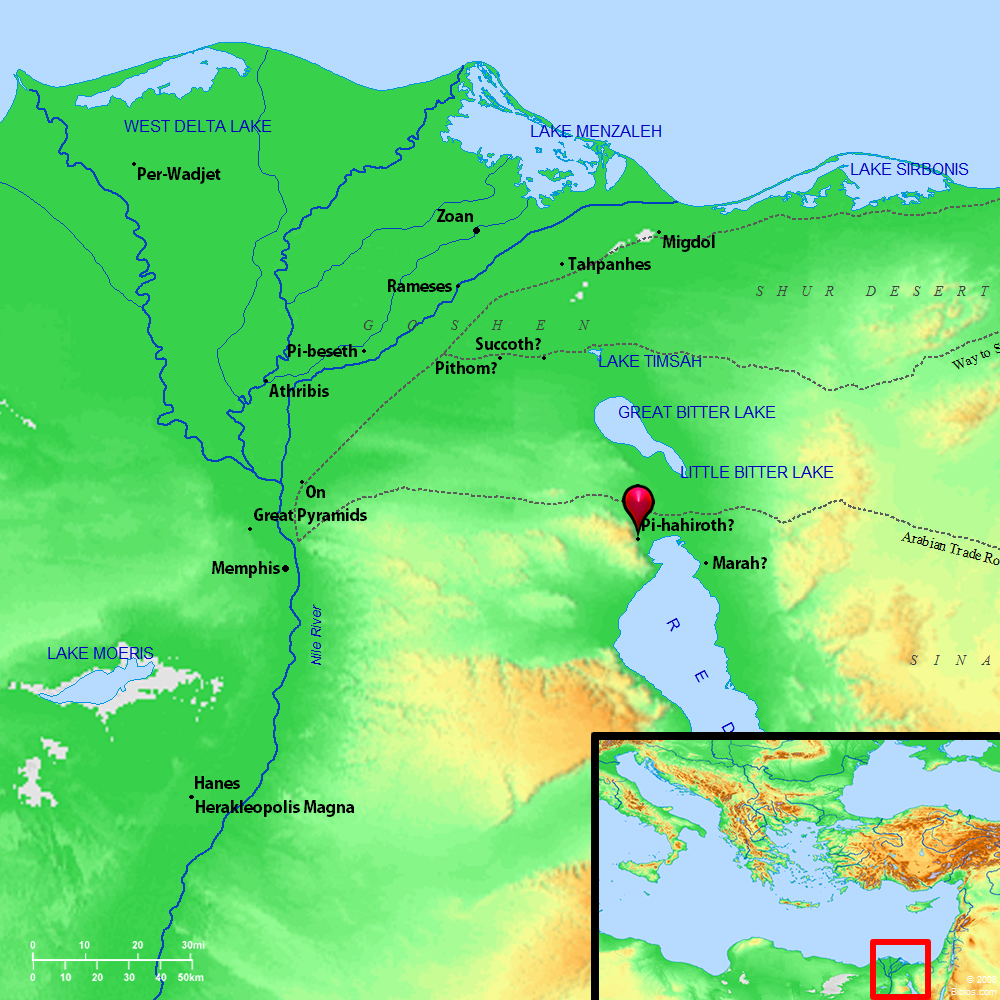 WEST DELTA LAKE
LAKE MENZALEH
LAKE SIRBONIS
Per-Wadjet
Zoan
Migdol
Tahpanhes
Rameses
SHUR DESERT
GOSHEN
Succoth?
Pi-beseth
Pithom?
LAKE TIMSAH
Way to S
Athribis
GREAT BITTER LAKE
LITTLE BITTER LAKE
On
Great Pyramids
Pi-hahiroth?
Arabian Trade Ro
Memphis
Marah?
Nile River
RED
LAKE MOERIS
SINA
Hanes
Herakleopolis Magna
0 10 20 30mi
0 10 20 30 40 50km